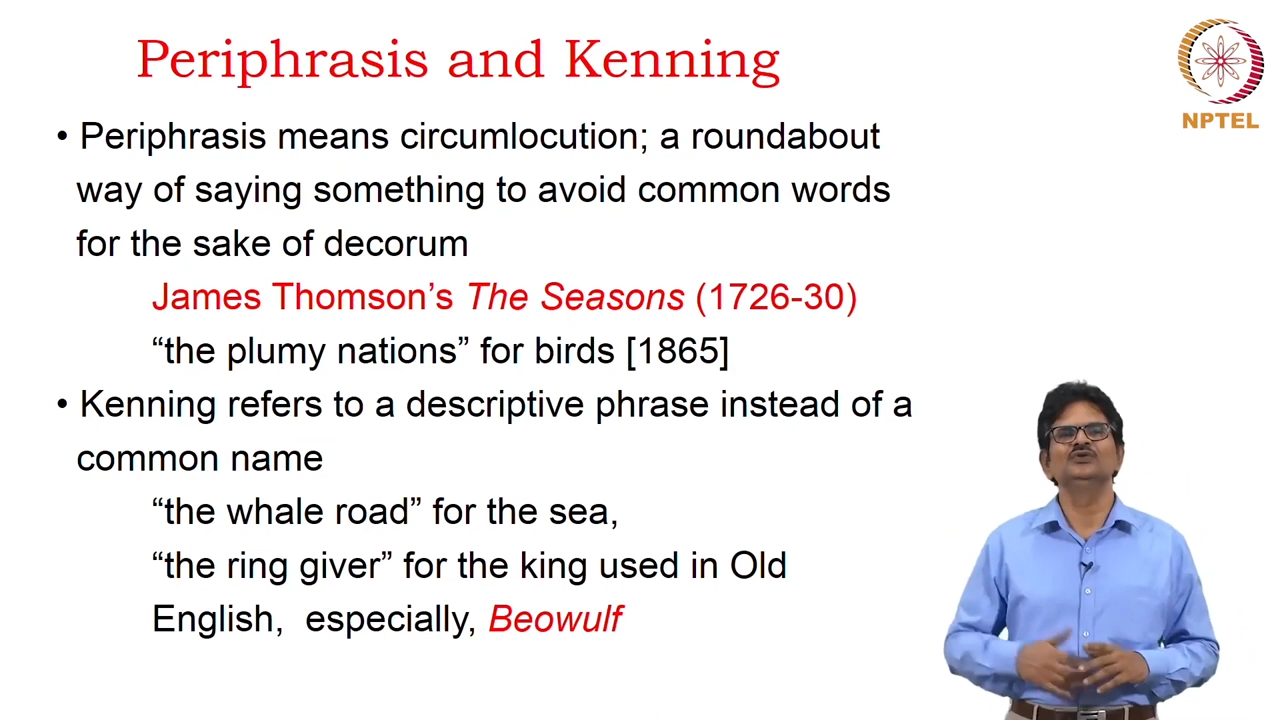 Periphrasis and Kenning
NPTEL
• Periphrasis means circumlocution; a roundabout
way of saying something to avoid common words
for the sake of decorum
James Thomson’s The Seasons (1726-30)
“the plumy nations” for birds [1865]
• Kenning refers to a descriptive phrase instead of a
common name
“the whale road” for the sea,
“the ring giver” for the king used in Old
English,  especially, Beowulf